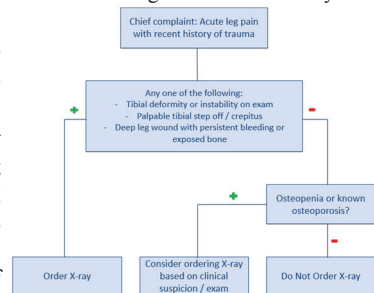 Chief complaint: Acute leg pain
with recent history of trauma
Any one of the following:
- Tibial deformity or instability on exam
- Palpable tibial step off / crepitus
- Deep leg wound with persistent bleeding or
exposed bone
+
-
Osteopenia or known
osteoporosis?
+
-
Order X-ray
Consider ordering X-ray
based on clinical
suspicion / exam
Do Not Order X-ray